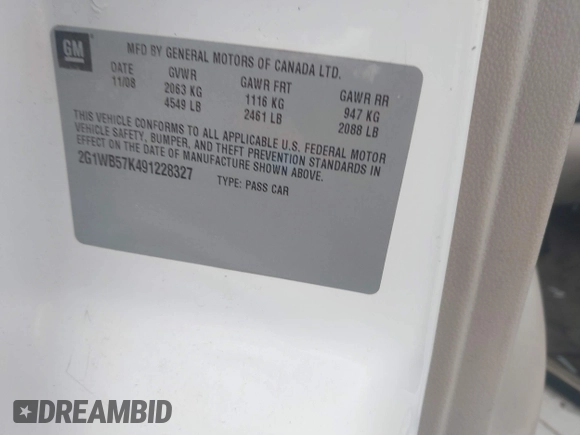 GM
MFD BY GENERAL MOTORS OF CANADA LTD.
DATE GVWR GAWR FRT GAWR RR
11/08 2063 KG 1116 KG 947 KG
4549 LB 2461 LB 2088 LB
THIS VEHICLE CONFORMS TO ALL APPLICABLE U.S. FEDERAL MOTOR
VEHICLE SAFETY, BUMPER, AND THEFT PREVENTION STANDARDS IN
EFFECT ON THE DATE OF MANUFACTURE SHOWN ABOVE.
2G1WB57K491228327 TYPE: PASS CAR
DREAMBID